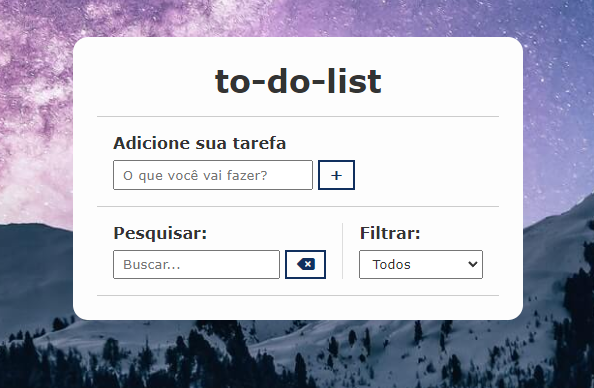 to-do-list
Adicione sua tarefa
O que você vai fazer? +
Pesquisar: Filtrar:
Buscar... Todos